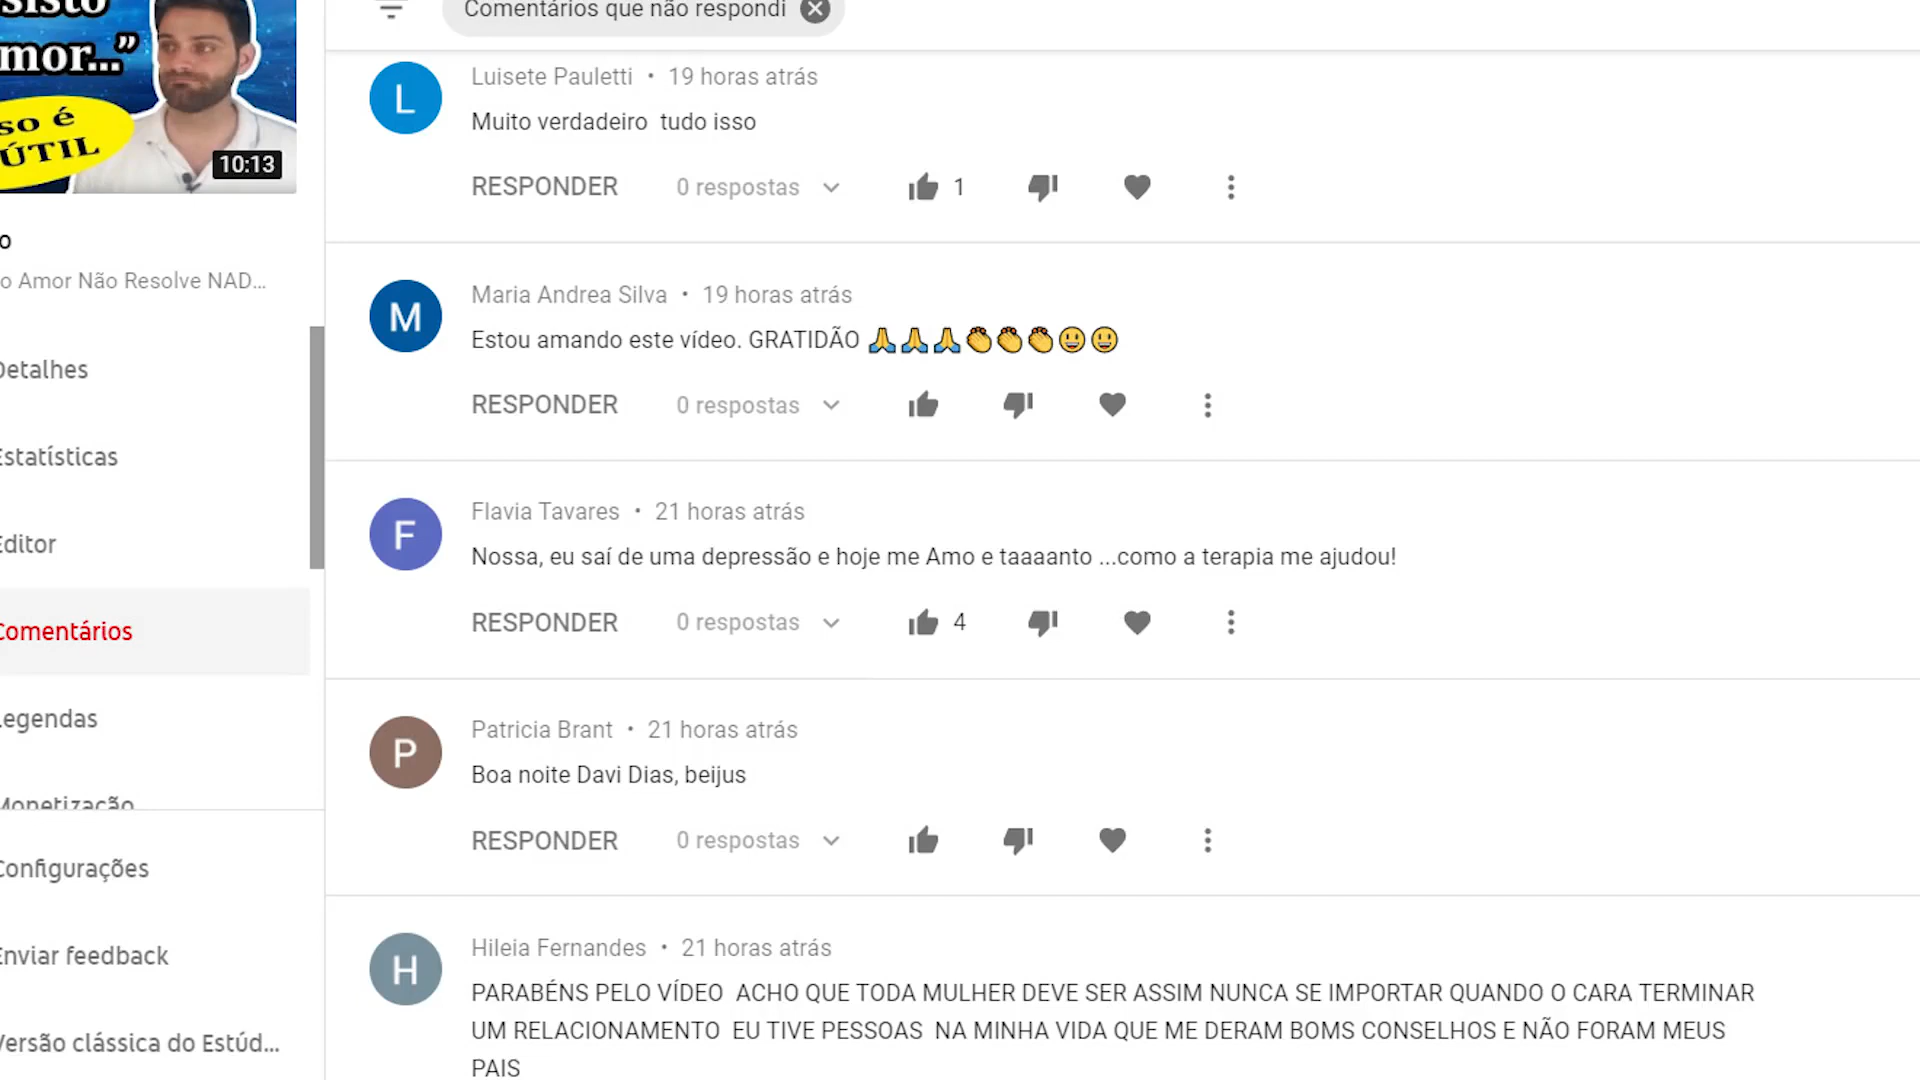 mor...”
so é
ÚTIL
10:13
o
o Amor Não Resolve NAD...
Detalhes
Estatísticas
Editor
Comentários
Legendas
Monetização
Configurações
Enviar feedback
Versão clássica do Estúd...
Comentários que não respondi
L
Luisete Pauletti • 19 horas atrás
Muito verdadeiro tudo isso
RESPONDER 0 respostas 1
M
Maria Andrea Silva • 19 horas atrás
Estou amando este vídeo. GRATIDÃO 🙏🙏🙏👏👏👏😃😃
RESPONDER 0 respostas
F
Flavia Tavares • 21 horas atrás
Nossa, eu saí de uma depressão e hoje me Amo e taaaanto ...como a terapia me ajudou!
RESPONDER 0 respostas 4
P
Patricia Brant • 21 horas atrás
Boa noite Davi Dias, beijus
RESPONDER 0 respostas
H
Hileia Fernandes • 21 horas atrás
PARABÉNS PELO VÍDEO ACHO QUE TODA MULHER DEVE SER ASSIM NUNCA SE IMPORTAR QUANDO O CARA TERMINAR
UM RELACIONAMENTO EU TIVE PESSOAS NA MINHA VIDA QUE ME DERAM BOMS CONSELHOS E NÃO FORAM MEUS
PAIS